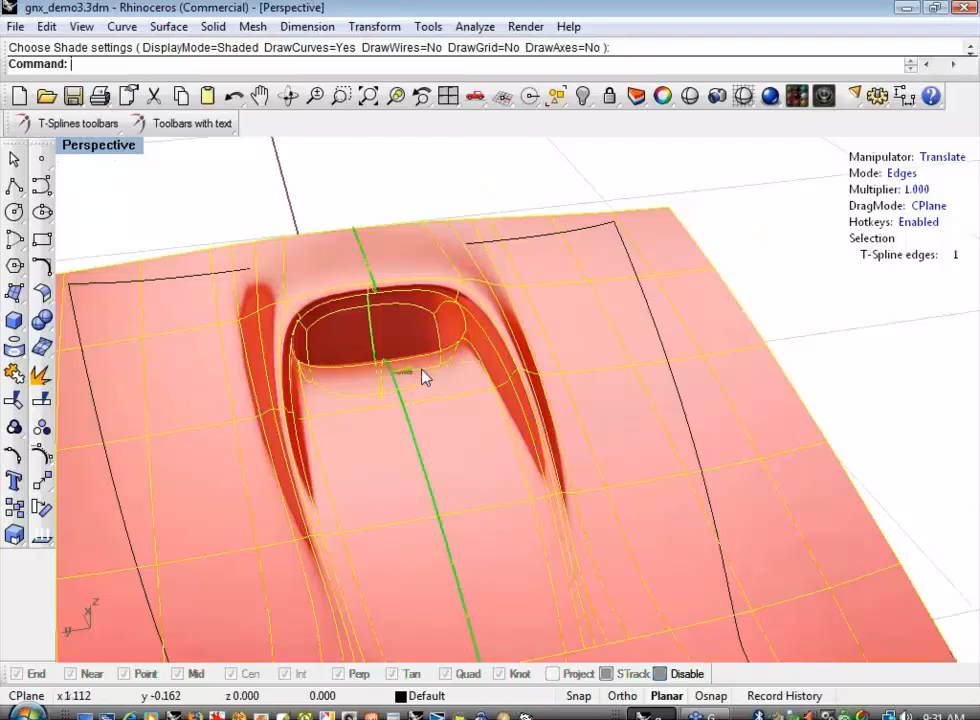 gnx_demo3.3dm - Rhinoceros (Commercial) - [Perspective]
File Edit View Curve Surface Solid Mesh Dimension Transform Tools Analyze Render Help
Choose Shade settings ( DisplayMode=Shaded DrawCurves=Yes DrawWires=No DrawGrid=No DrawAxes=No ):
Command:
T-Splines toolbars Toolbars with text
Perspective
Manipulator: Translate
Mode: Edges
Multiplier: 1.000
DragMode: CPlane
Hotkeys: Enabled
Selection
T-Spline edges: 1
z
x
y
End Near Point Mid Cen Int Perp Tan Quad Knot Project STrack Disable
CPlane x 1.112 y -0.162 z 0.000 0.000 Default Snap Ortho Planar Osnap Record History
9:31 AM